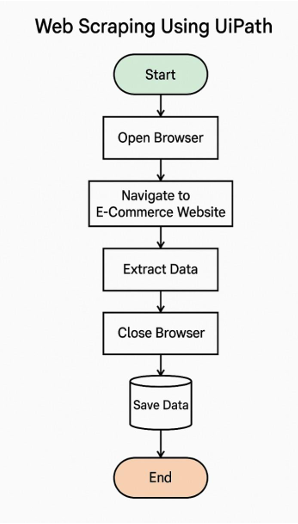 Web Scraping Using UiPath
Start
Open Browser
Navigate to
E-Commerce Website
Extract Data
Close Browser
Save Data
End